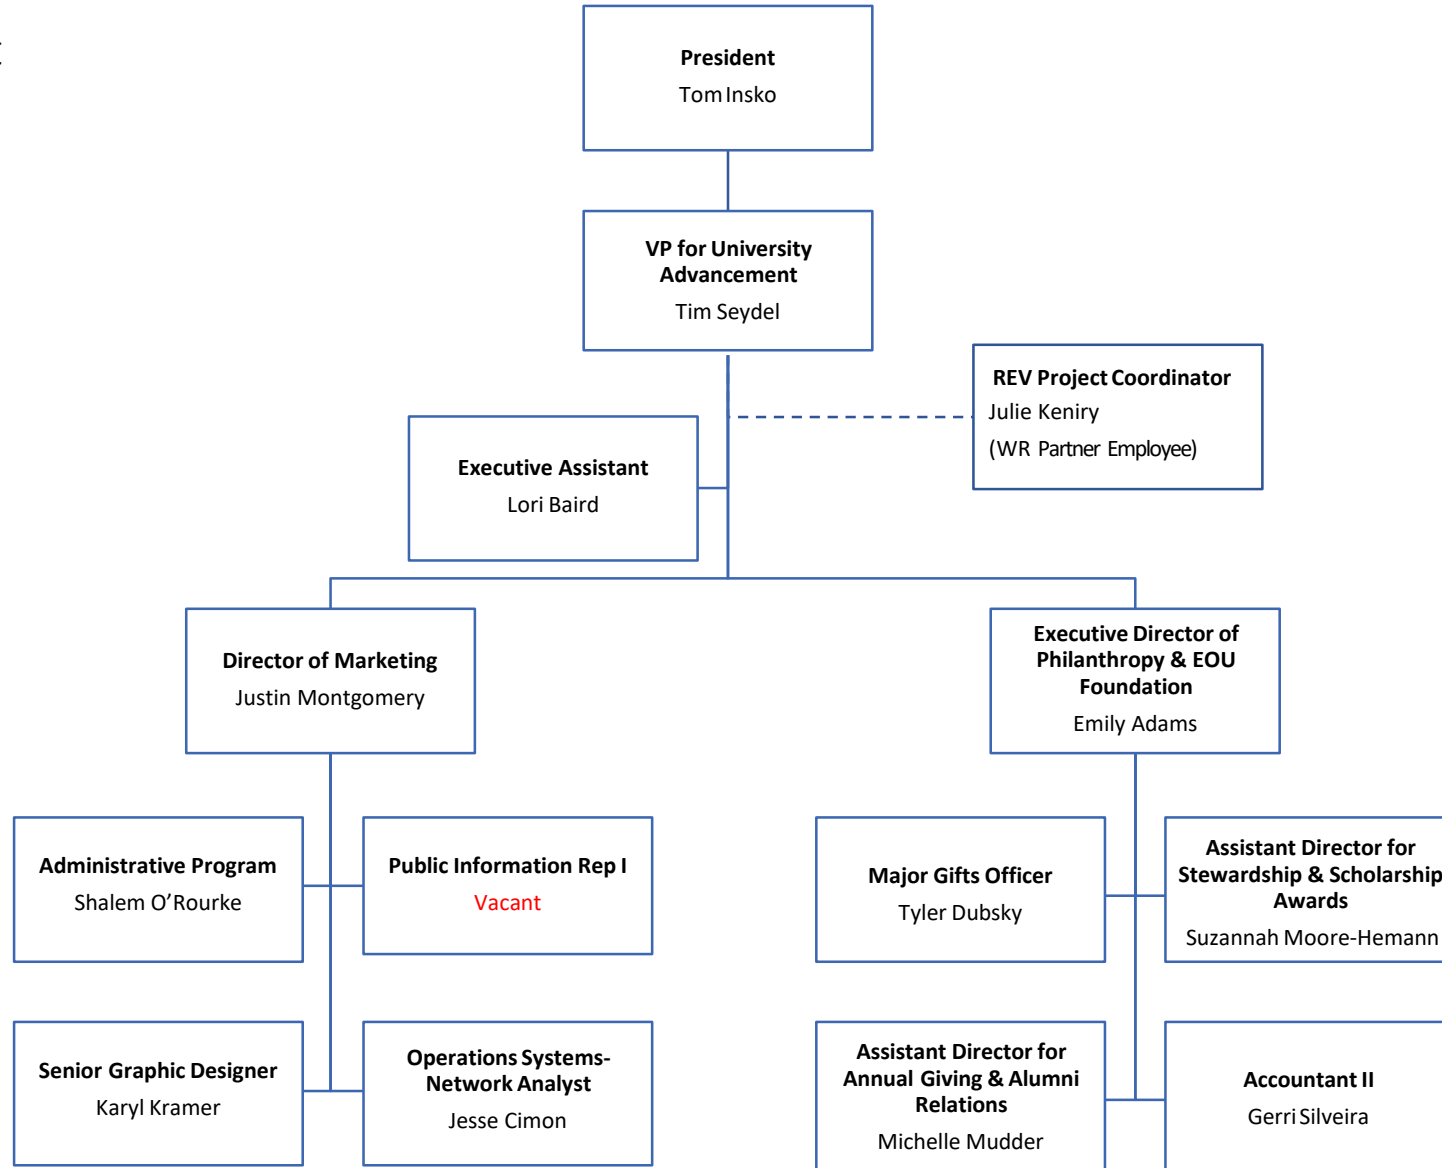 President
Tom Insko
VP for University
Advancement
Tim Seydel
REV Project Coordinator
Julie Keniry
(WR Partner Employee)
Executive Assistant
Lori Baird
Director of Marketing
Justin Montgomery
Executive Director of
Philanthropy & EOU
Foundation
Emily Adams
Administrative Program
Shalem O’Rourke
Public Information Rep I
Vacant
Major Gifts Officer
Tyler Dubsky
Assistant Director for
Stewardship & Scholarship
Awards
Suzannah Moore-Hemann
Senior Graphic Designer
Karyl Kramer
Operations Systems-
Network Analyst
Jesse Cimon
Assistant Director for
Annual Giving & Alumni
Relations
Michelle Mudder
Accountant II
Gerri Silveira